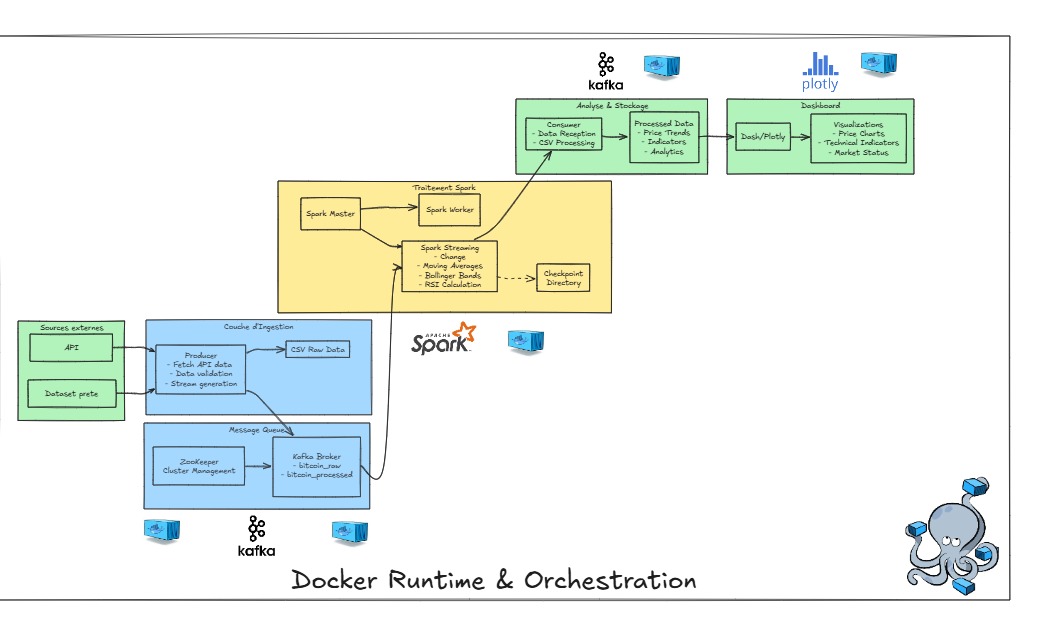 kafka
plotly
Analyse & Stockage
Consumer
- Data Reception
- CSV Processing
Processed Data
- Price Trends
- Indicators
- Analytics
Dashboard
Dash/Plotly
Visualizations
- Price Charts
- Technical Indicators
- Market Status
Traitement Spark
Spark Master
Spark Worker
Spark Streaming
- Change
- Moving Averages
- Bollinger Bands
- RSI Calculation
Checkpoint
Directory
APACHE
Spark
Sources externes
API
Dataset prete
Couche d'Ingestion
Producer
- Fetch API data
- Data validation
- Stream generation
CSV Raw Data
Message Queue
ZooKeeper
Cluster Management
Kafka Broker
- bitcoin_raw
- bitcoin_processed
kafka
Docker Runtime & Orchestration